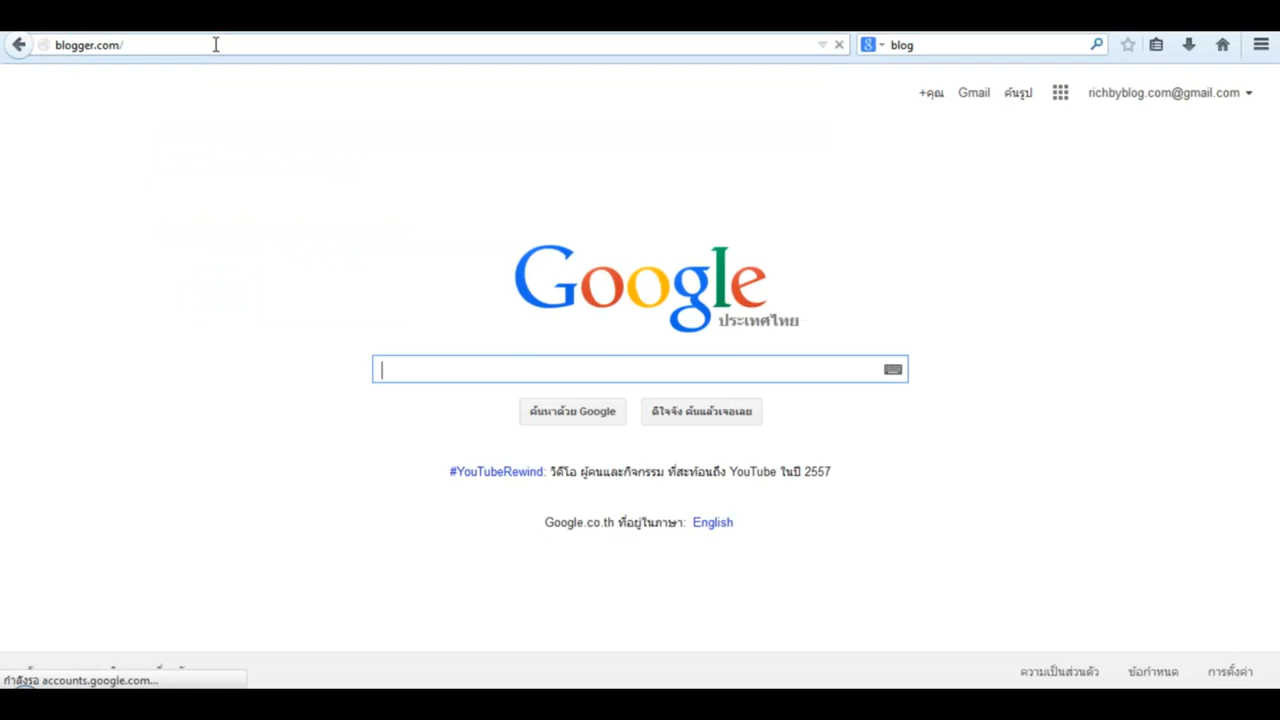 blogger.com/
blog
+คุณ Gmail ค้นรูป richbyblog.com@gmail.com
Google
ประเทศไทย
ค้นหาด้วย Google ดีใจจัง ค้นแล้วเจอเลย
#YouTubeRewind: วิดีโอ ผู้คนและกิจกรรม ที่สะท้อนถึง YouTube ในปี 2557
Google.co.th ที่อยู่ในภาษา: English
กำลังรอ accounts.google.com...
ความเป็นส่วนตัว ข้อกำหนด การตั้งค่า